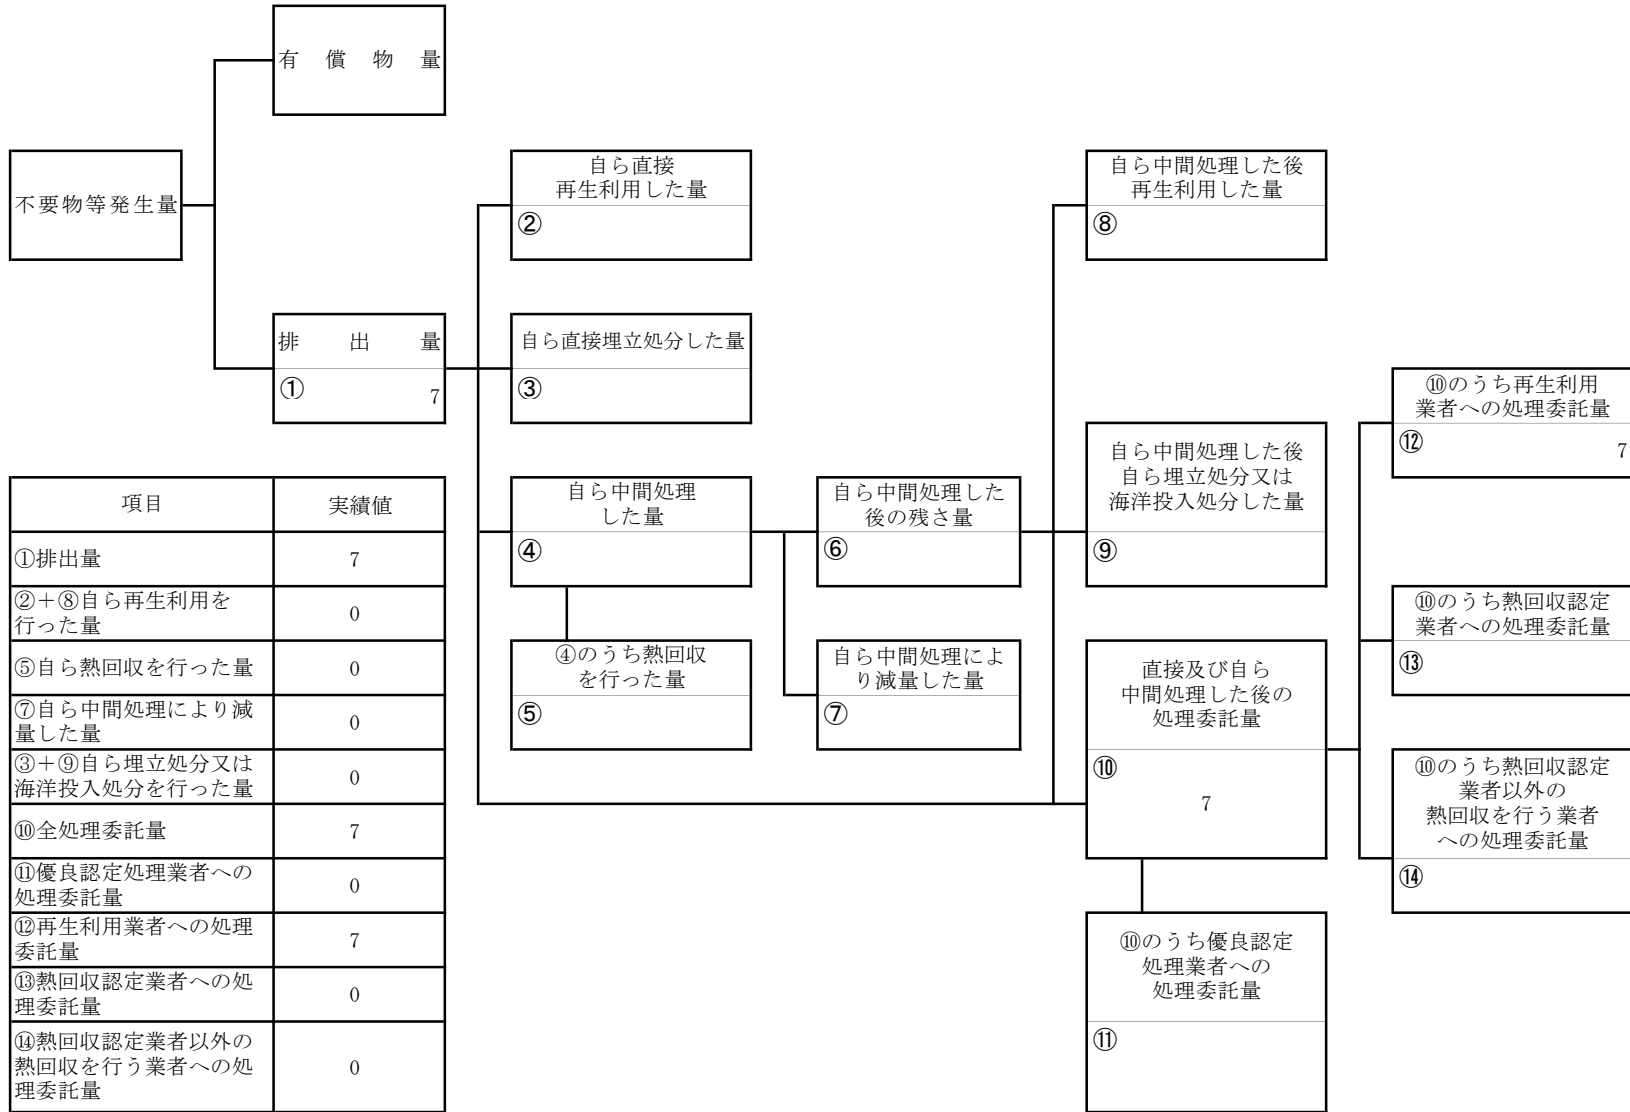 有償物量
不要物等発生量
排出量
①
7
自ら直接
再生利用した量
②
自ら直接埋立処分した量
③
自ら中間処理
した量
④
④のうち熱回収
を行った量
⑤
自ら中間処理した
後の残さ量
⑥
自ら中間処理によ
り減量した量
⑦
自ら中間処理した後
再生利用した量
⑧
自ら中間処理した後
自ら埋立処分又は
海洋投入処分した量
⑨
直接及び自ら
中間処理した後の
処理委託量
⑩
7
⑩のうち優良認定
処理業者への
処理委託量
⑪
⑩のうち再生利用
業者への処理委託量
⑫
7
⑩のうち熱回収認定
業者への処理委託量
⑬
⑩のうち熱回収認定
業者以外の
熱回収を行う業者
への処理委託量
⑭
項目 実績値
①排出量 7
②＋⑧自ら再生利用を
行った量 0
⑤自ら熱回収を行った量 0
⑦自ら中間処理により減
量した量 0
③＋⑨自ら埋立処分又は
海洋投入処分を行った量 0
⑩全処理委託量 7
⑪優良認定処理業者への
処理委託量 0
⑫再生利用業者への処理
委託量 7
⑬熱回収認定業者への処
理委託量 0
⑭熱回収認定業者以外の
熱回収を行う業者への処
理委託量 0